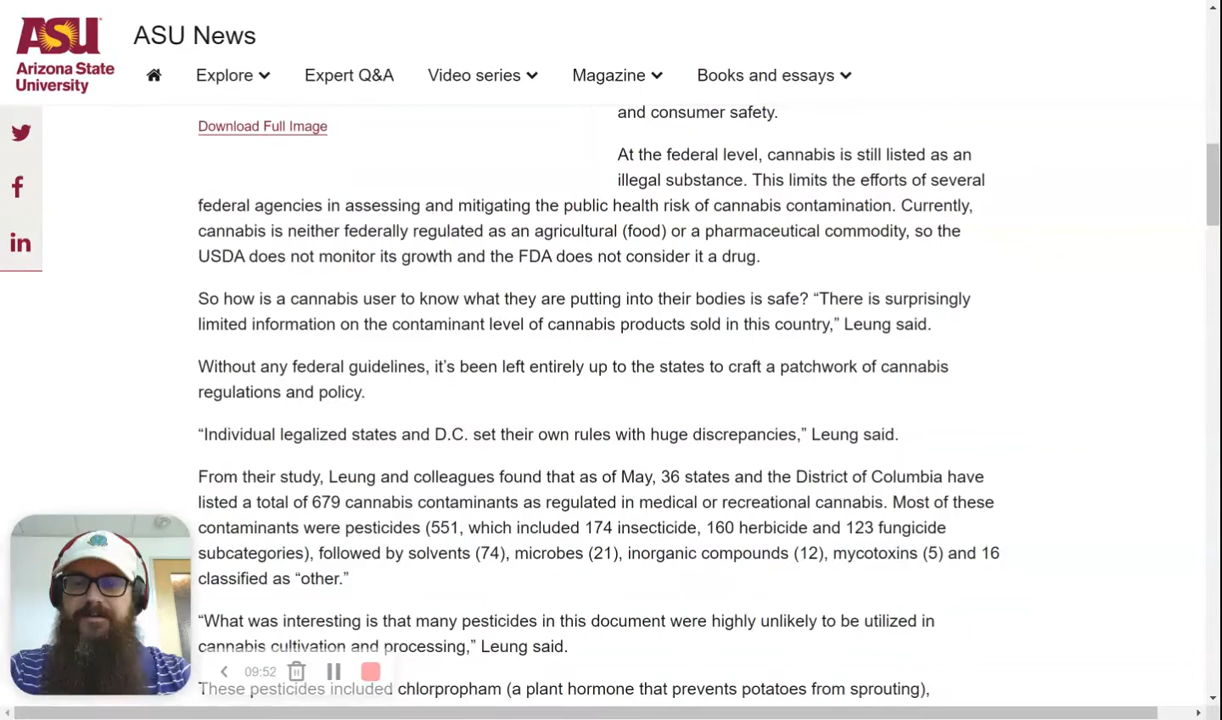 ASU
Arizona State
University
ASU News
Explore
Expert Q&A
Video series
Magazine
Books and essays
Download Full Image
and consumer safety.
At the federal level, cannabis is still listed as an
illegal substance. This limits the efforts of several
federal agencies in assessing and mitigating the public health risk of cannabis contamination. Currently,
cannabis is neither federally regulated as an agricultural (food) or a pharmaceutical commodity, so the
USDA does not monitor its growth and the FDA does not consider it a drug.
So how is a cannabis user to know what they are putting into their bodies is safe? “There is surprisingly
limited information on the contaminant level of cannabis products sold in this country,” Leung said.
Without any federal guidelines, it’s been left entirely up to the states to craft a patchwork of cannabis
regulations and policy.
“Individual legalized states and D.C. set their own rules with huge discrepancies,” Leung said.
From their study, Leung and colleagues found that as of May, 36 states and the District of Columbia have
listed a total of 679 cannabis contaminants as regulated in medical or recreational cannabis. Most of these
contaminants were pesticides (551, which included 174 insecticide, 160 herbicide and 123 fungicide
subcategories), followed by solvents (74), microbes (21), inorganic compounds (12), mycotoxins (5) and 16
classified as “other.”
“What was interesting is that many pesticides in this document were highly unlikely to be utilized in
cannabis cultivation and processing,” Leung said.
09:52
These pesticides included chlorpropham (a plant hormone that prevents potatoes from sprouting),